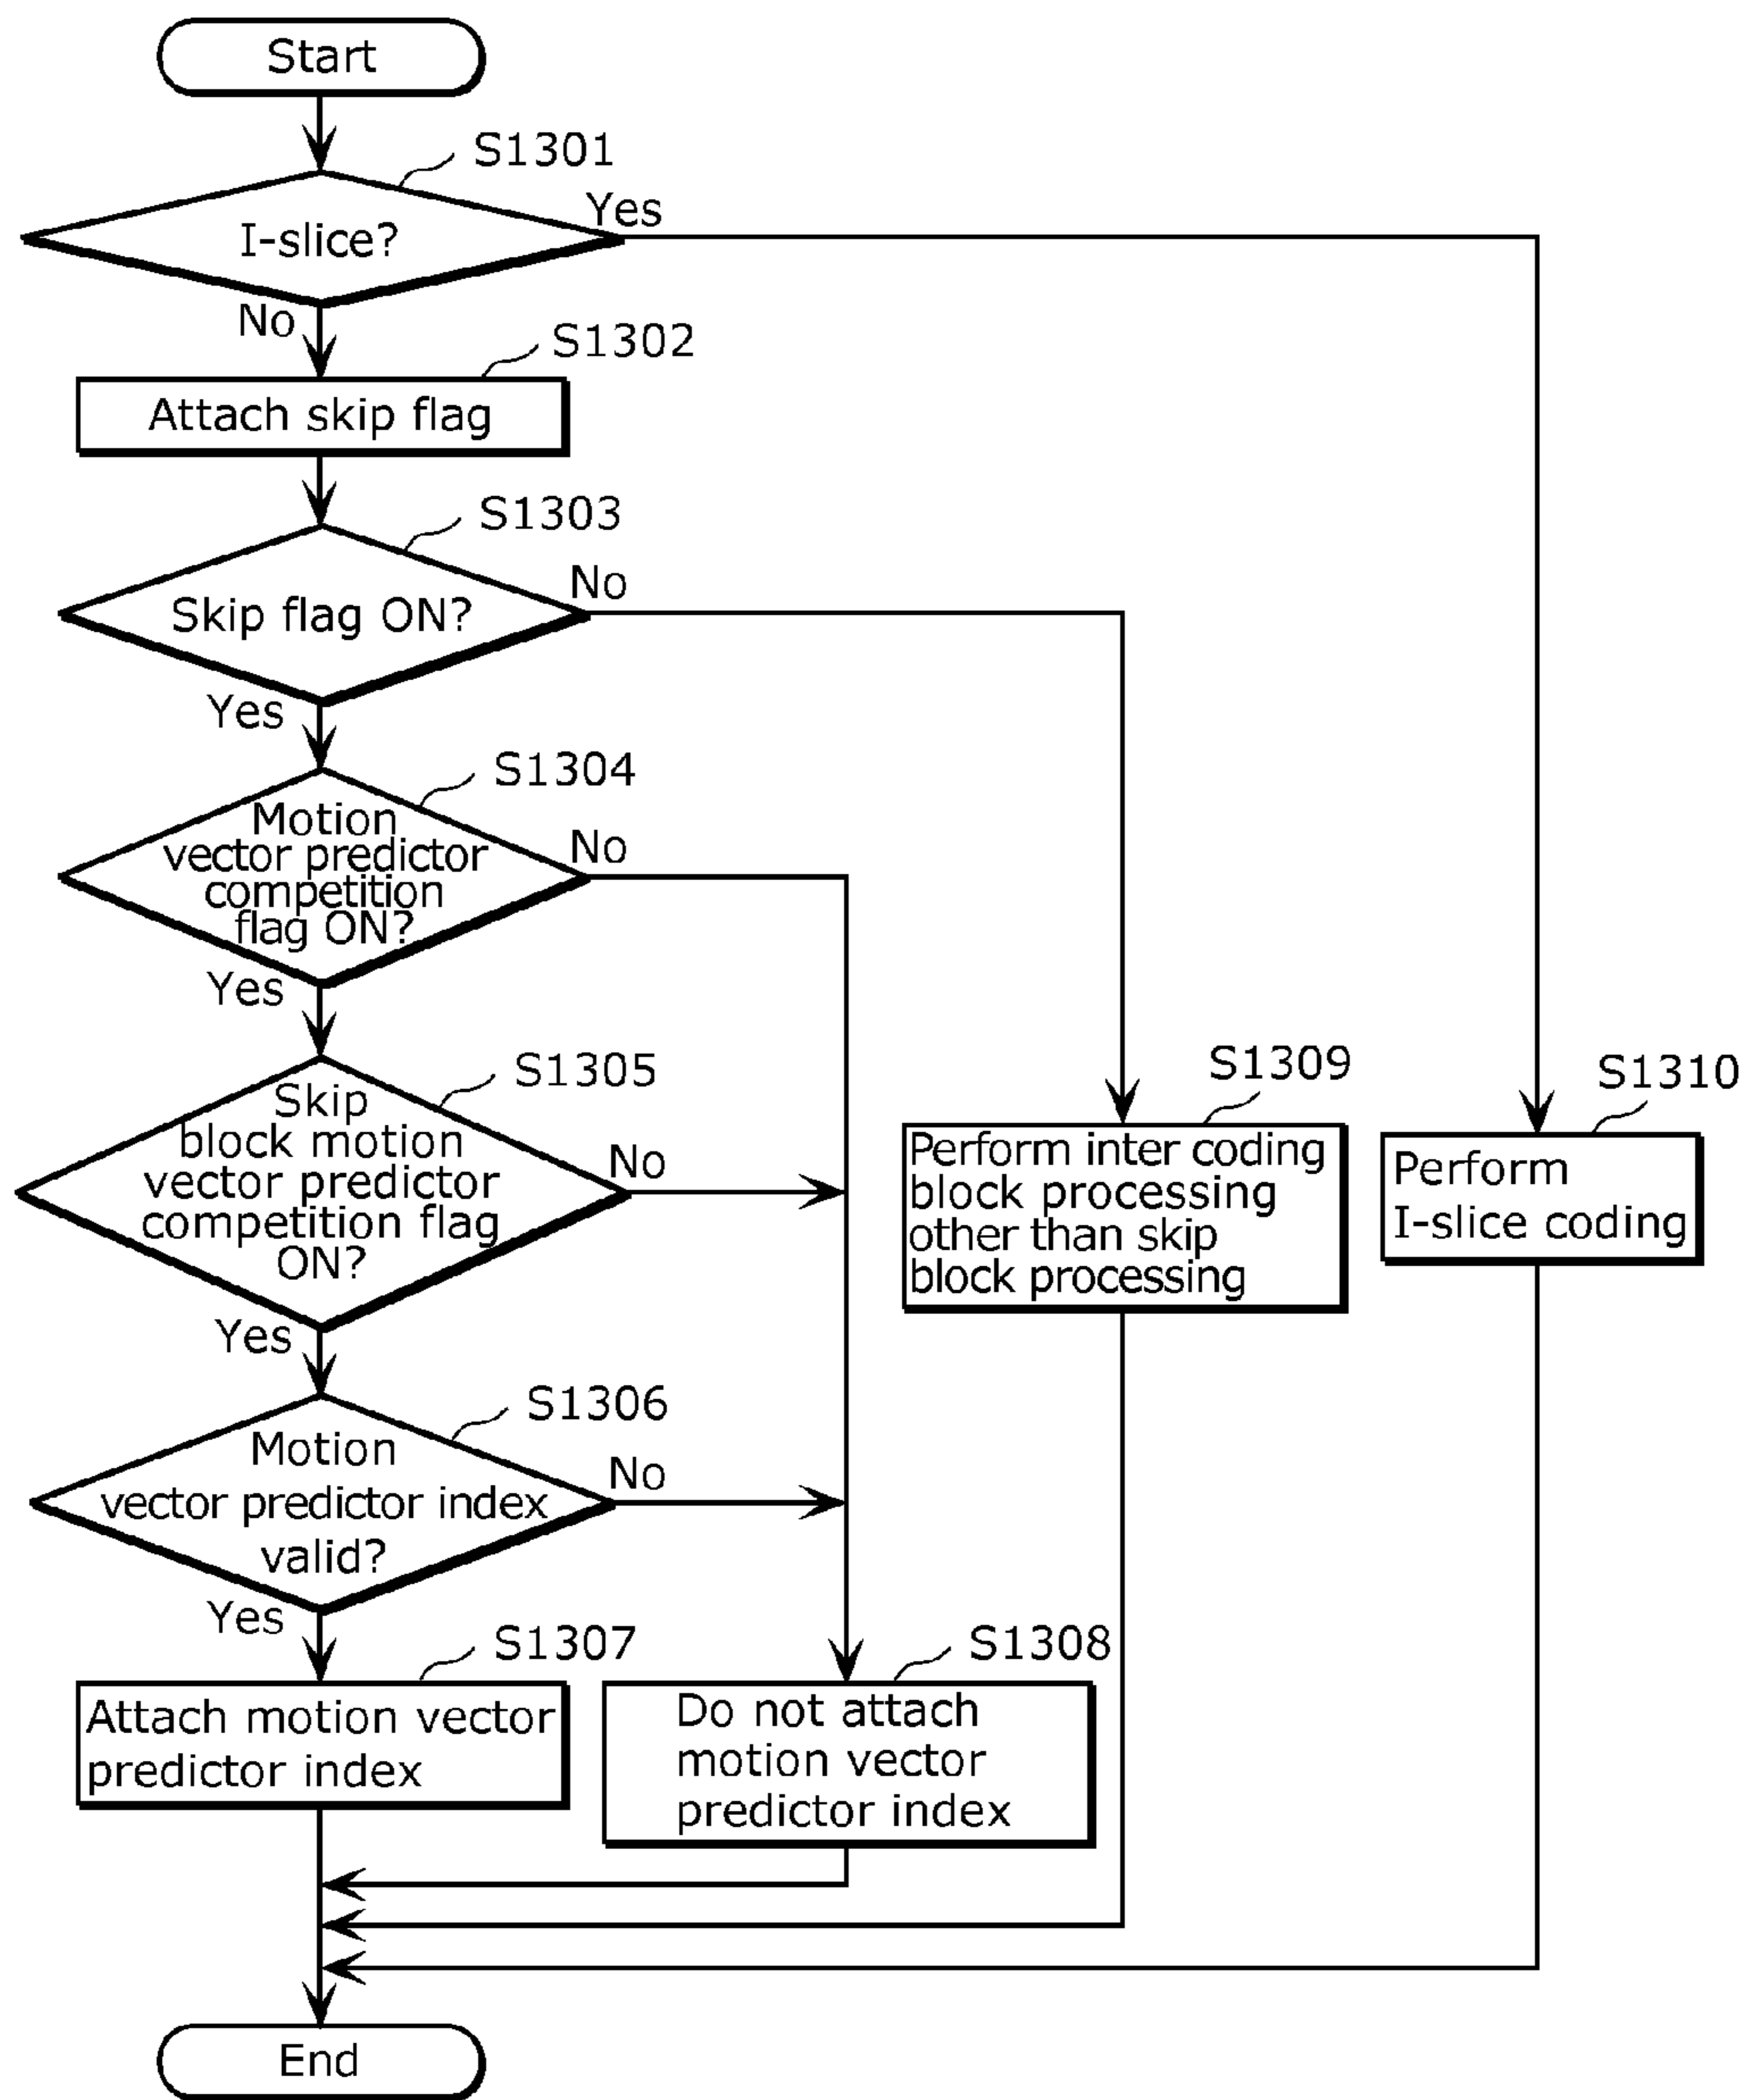 Start
S1301
I-slice?
Yes
No
S1302
Attach skip flag
S1303
Skip flag ON?
No
Yes
S1304
Motion
vector predictor
competition
flag ON?
No
Yes
S1305
Skip
block motion
vector predictor
competition flag
ON?
No
Yes
S1309
Perform inter coding
block processing
other than skip
block processing
S1310
Perform
I-slice coding
S1306
Motion
vector predictor index
valid?
No
Yes
S1307
Attach motion vector
predictor index
S1308
Do not attach
motion vector
predictor index
End